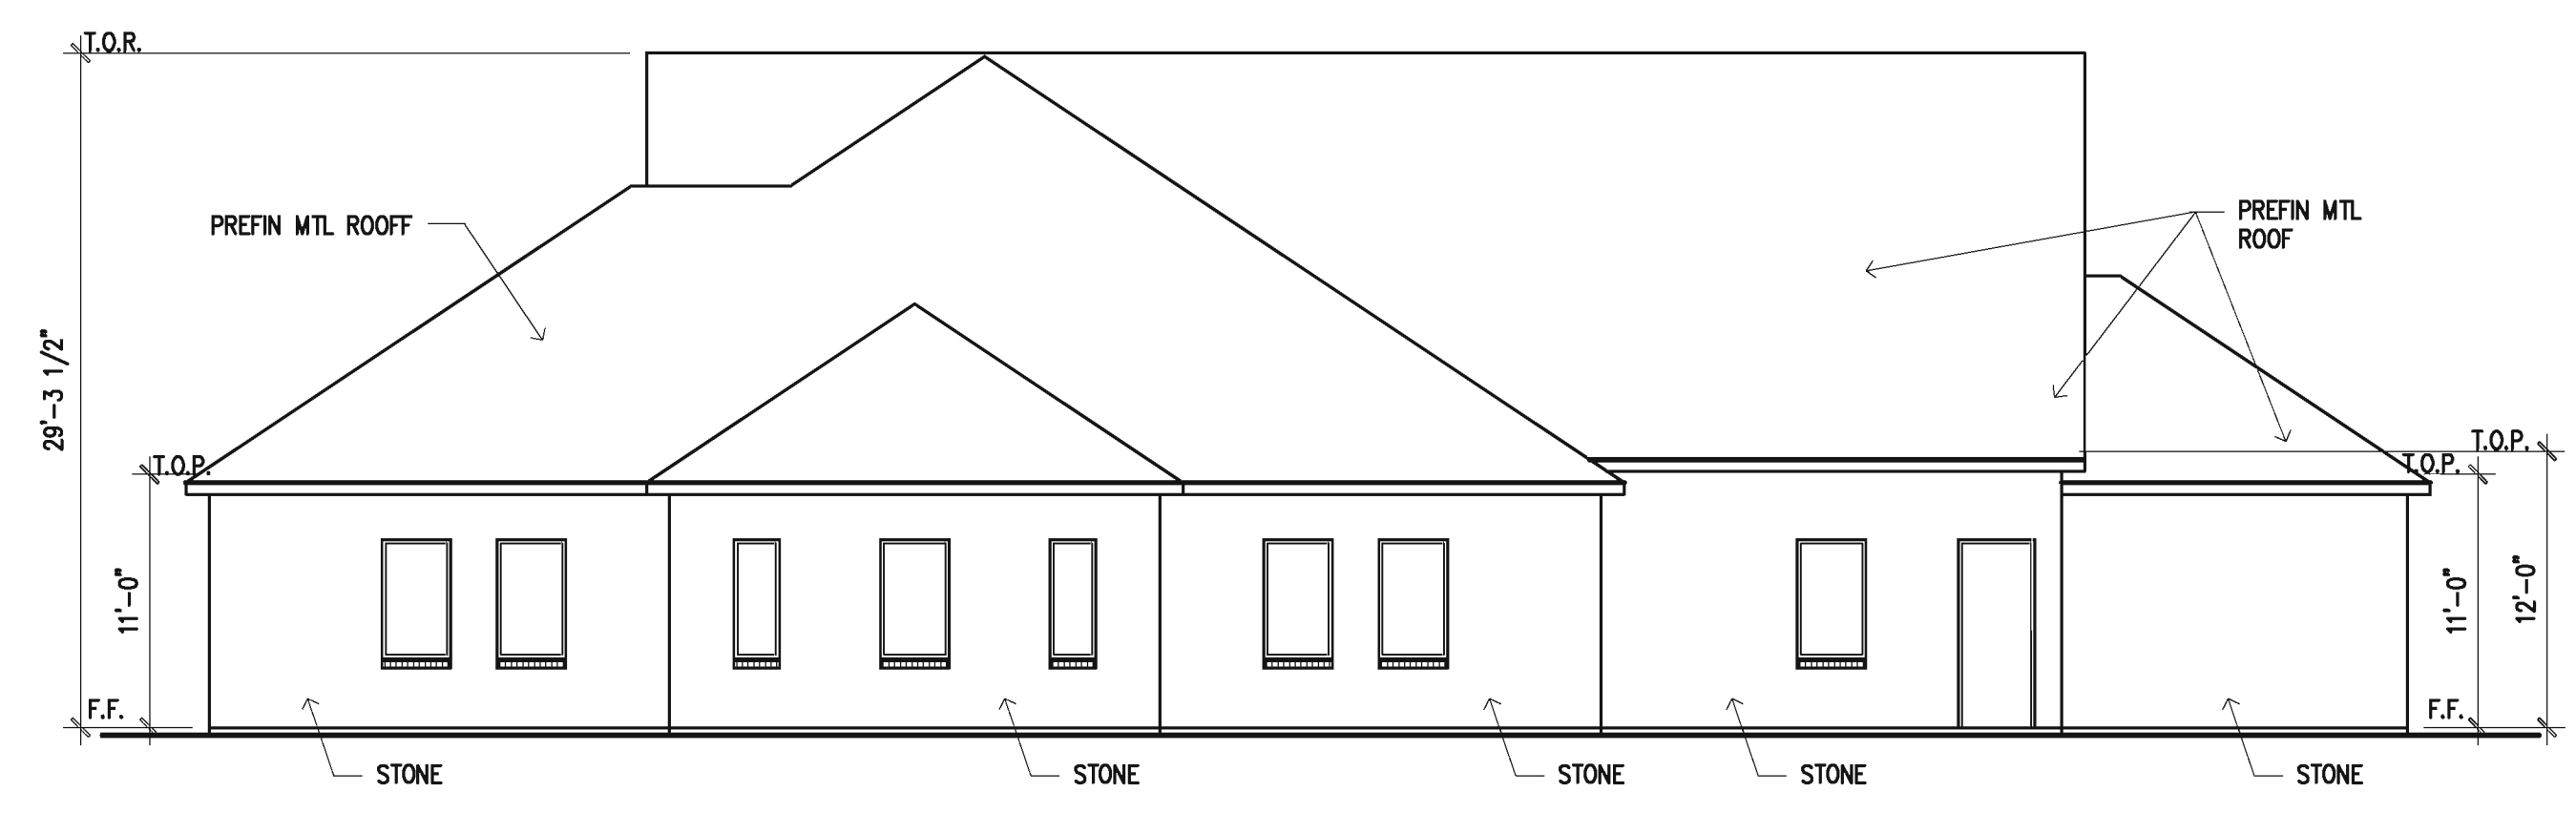 T.O.R.
PREFIN MTL ROOFF
PREFIN MTL
ROOF
29'-3 1/2"
T.O.P.
T.O.P.
T.O.P.
11'-0"
11'-0"
12'-0"
F.F.
F.F.
STONE
STONE
STONE
STONE
STONE